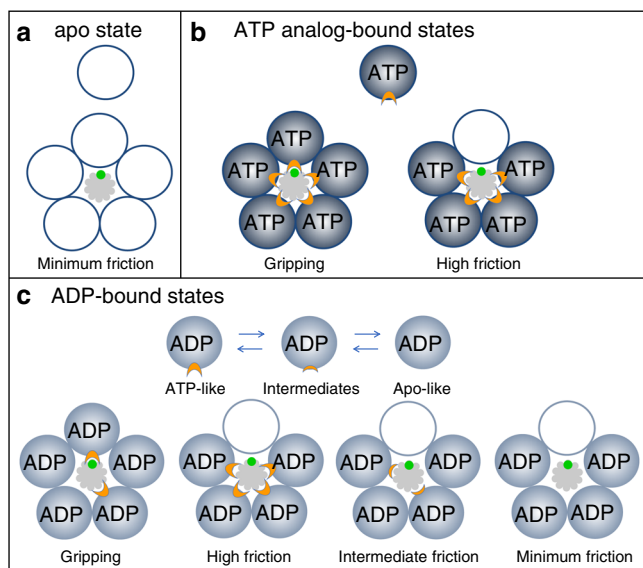 a apo state
Minimum friction
b ATP analog-bound states
ATP
ATP
ATP ATP
ATP ATP
Gripping
ATP ATP
ATP ATP
High friction
c ADP-bound states
ADP ADP ADP
ATP-like Intermediates Apo-like
ADP
ADP ADP
ADP ADP
Gripping
ADP ADP
ADP ADP
High friction
ADP ADP
ADP ADP
Intermediate friction
ADP ADP
ADP ADP
Minimum friction